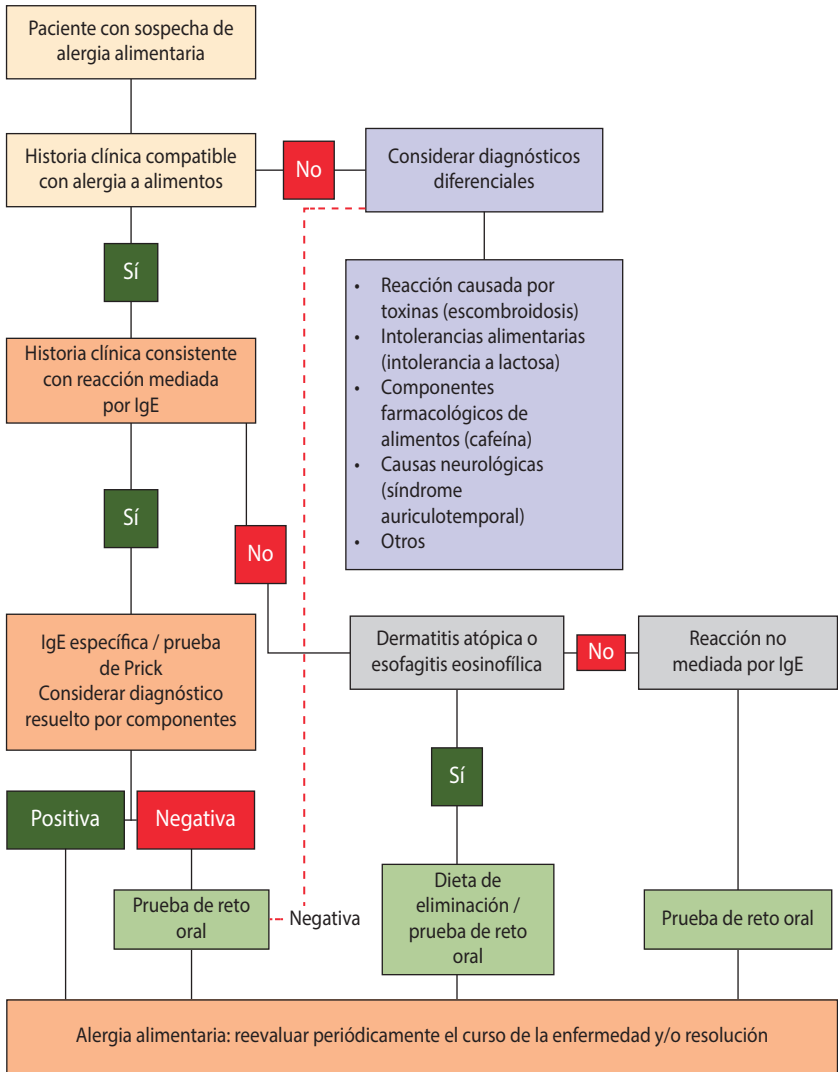 Paciente con sospecha de
alergia alimentaria
Historia clínica compatible
con alergia a alimentos
No
Considerar diagnósticos
diferenciales
Sí
• Reacción causada por
toxinas (escombroidosis)
• Intolerancias alimentarias
(intolerancia a lactosa)
• Componentes
farmacológicos de
alimentos (cafeína)
• Causas neurológicas
(síndrome
auriculotemporal)
• Otros
Historia clínica consistente
con reacción mediada
por IgE
Sí
No
IgE específica / prueba
de Prick
Considerar diagnóstico
resuelto por componentes
Dermatitis atópica o
esofagitis eosinofílica
No
Reacción no
mediada por IgE
Sí
Positiva
Negativa
Prueba de reto
oral
Negativa
Dieta de
eliminación /
prueba de reto
oral
Prueba de reto oral
Alergia alimentaria: reevaluar periódicamente el curso de la enfermedad y/o resolución